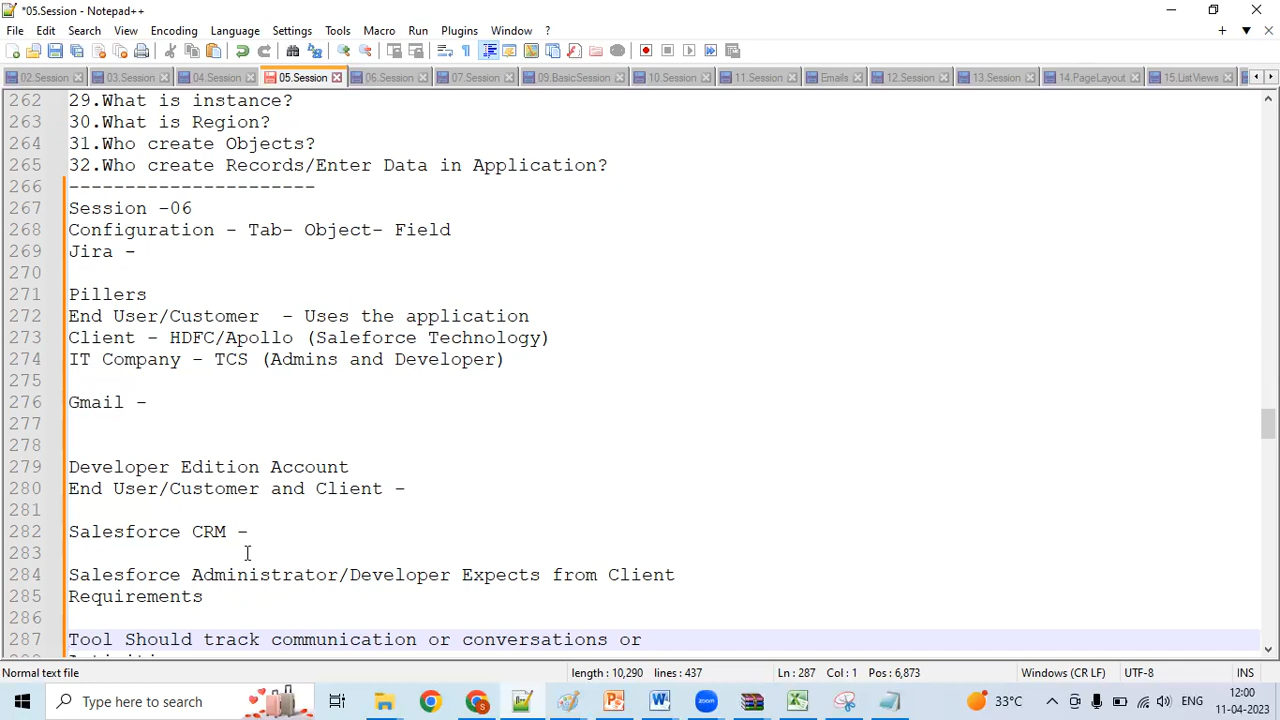 *05.Session - Notepad++
File Edit Search View Encoding Language Settings Tools Macro Run Plugins Window ?
02.Session 03.Session 04.Session 05.Session 06.Session 07.Session 09.BasicSession 10.Session 11.Session Emails 12.Session 13.Session 14.PageLayout 15.ListViews
262 29.What is instance?
263 30.What is Region?
264 31.Who create Objects?
265 32.Who create Records/Enter Data in Application?
266 ----------------------
267 Session -06
268 Configuration - Tab- Object- Field
269 Jira -
270
271 Pillers
272 End User/Customer  - Uses the application
273 Client - HDFC/Apollo (Saleforce Technology)
274 IT Company - TCS (Admins and Developer)
275
276 Gmail -
277
278
279 Developer Edition Account
280 End User/Customer and Client -
281
282 Salesforce CRM -
283
284 Salesforce Administrator/Developer Expects from Client
285 Requirements
286
287 Tool Should track communication or conversations or
Normal text file length : 10,290 lines : 437 Ln : 287 Col : 1 Pos : 6,873 Windows (CR LF) UTF-8 INS
Type here to search 33°C ENG 12:00
11-04-2023